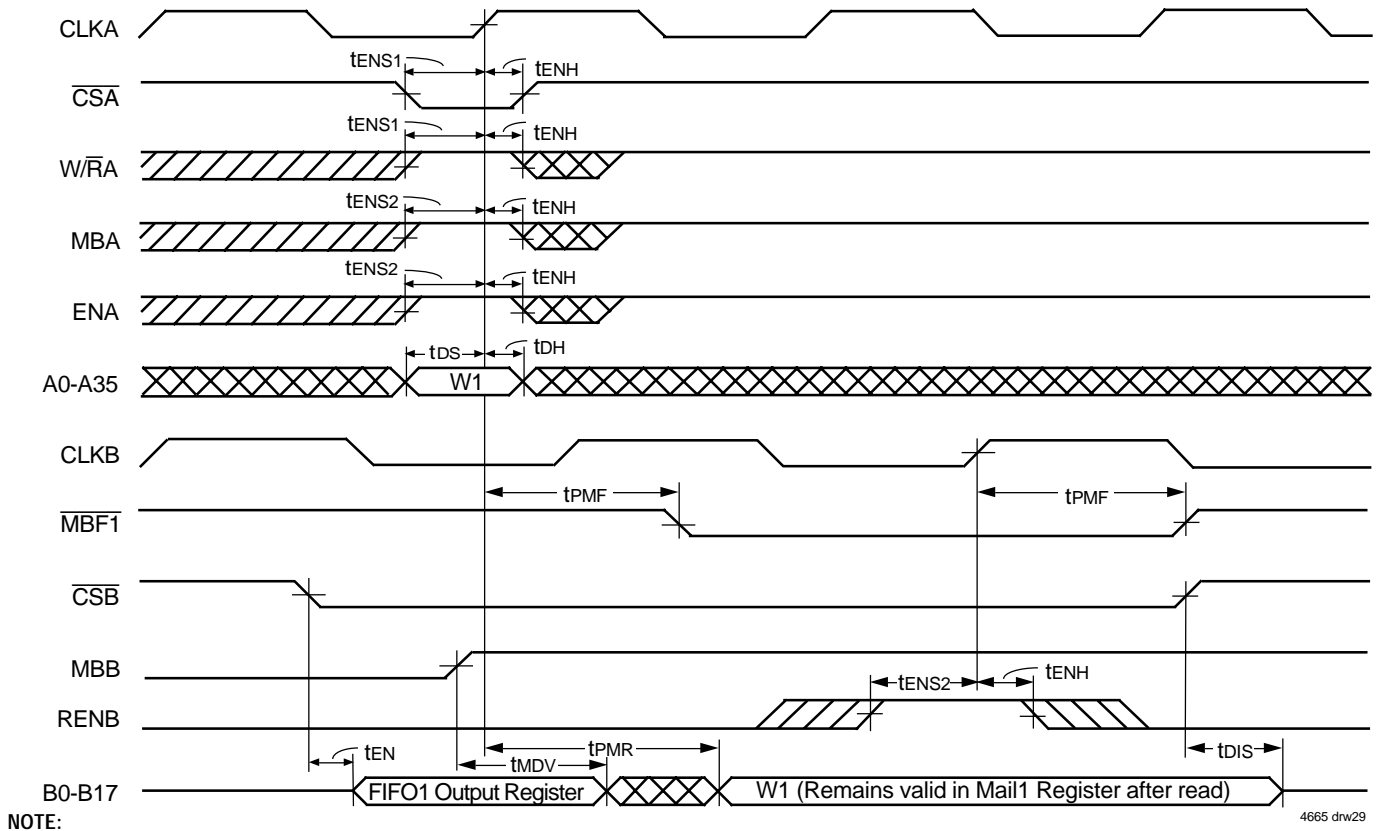 CLKA
tENS1
tENH
CSA
tENS1
tENH
W/RA
tENS2
tENH
MBA
tENS2
tENH
ENA
tDS
tDH
A0-A35
W1
CLKB
tPMF
tPMF
MBF1
CSB
MBB
tENS2
tENH
RENB
tEN
tPMR
tMDV
tDIS
B0-B17
FIFO1 Output Register
W1 (Remains valid in Mail1 Register after read)
NOTE:
4665 drw29